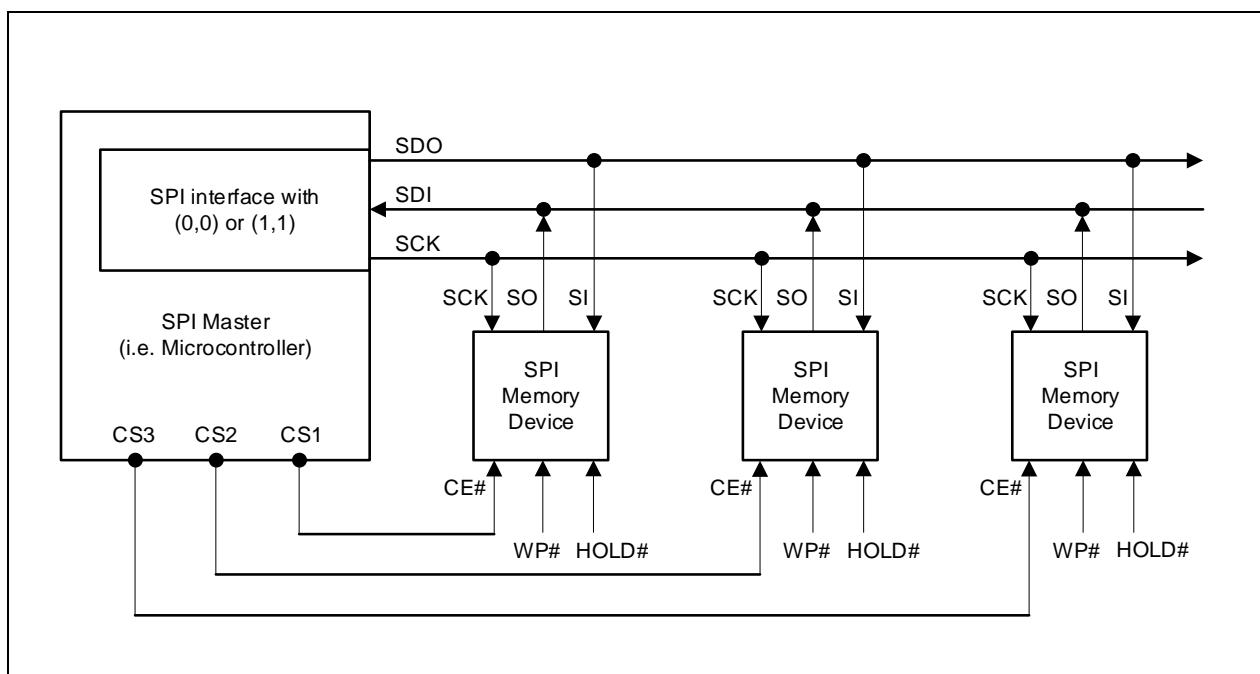 SDO
SPI interface with
(0,0) or (1,1)
SDI
SCK
SCK SO SI
SCK SO SI
SCK SO SI
SPI Master
(i.e. Microcontroller)
SPI
Memory
Device
SPI
Memory
Device
SPI
Memory
Device
CS3 CS2 CS1
CE#
CE#
CE#
WP# HOLD#
WP# HOLD#
WP# HOLD#